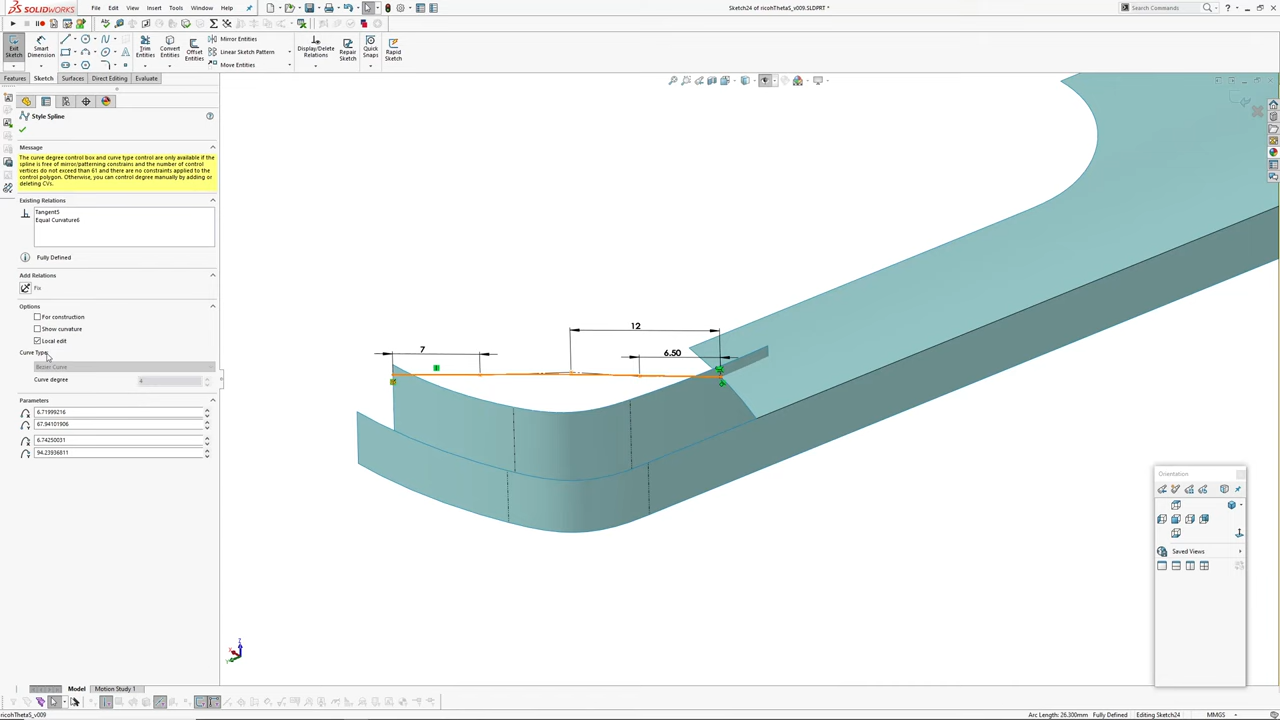 SOLIDWORKS
File
Edit
View
Insert
Tools
Window
Help
Sketch24 of ricohThetaS_v009.SLDPRT *
Search Commands
Exit
Sketch
Smart
Dimension
Trim
Entities
Convert
Entities
Offset
Entities
Mirror Entities
Linear Sketch Pattern
Move Entities
Display/Delete
Relations
Repair
Sketch
Quick
Snaps
Rapid
Sketch
Features
Sketch
Surfaces
Direct Editing
Evaluate
Style Spline
Message
The curve degree control box and curve type control are only available if the
spline is free of mirror/patterning constrains and the number of control
vertices do not exceed than 61 and there are no constraints applied to the
control polygon. Otherwise, you can control degree manually by adding or
deleting CVs.
Existing Relations
Tangent5
Equal Curvature6
Fully Defined
Add Relations
Fix
Options
For construction
Show curvature
Local edit
Curve Type
Bezier Curve
Curve degree
4
Parameters
6.71999216
67.94101906
6.74250031
94.23936811
12
7
6.50
Orientation
Saved Views
Model
Motion Study 1
ricohThetaS_v009
Arc Length: 26.300mm
Fully Defined
Editing Sketch24
MMGS